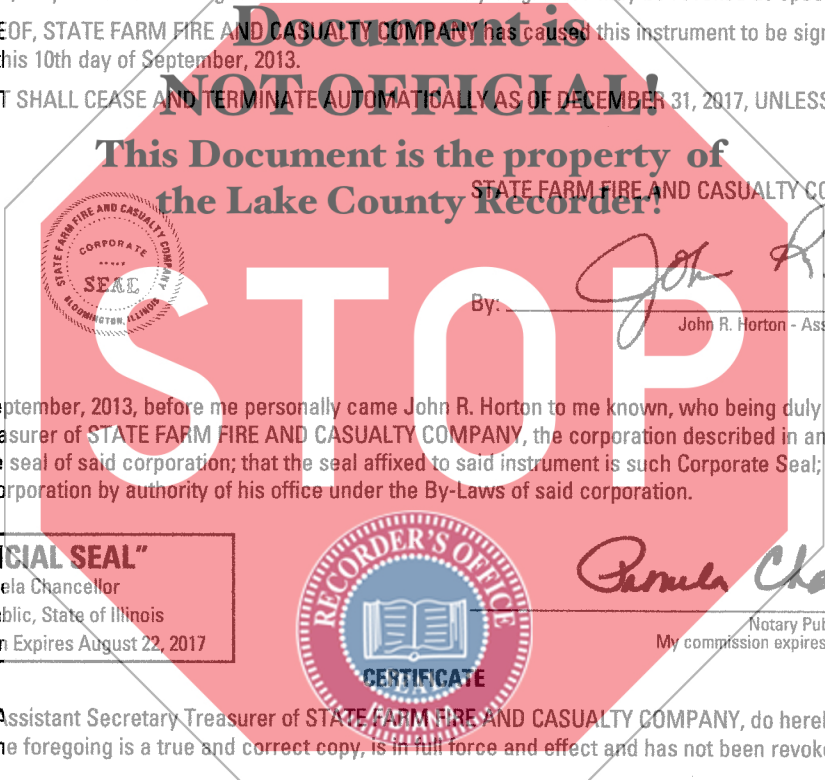 Document is
EOF, STATE FARM FIRE AND CASUALTY COMPANY has caused this instrument to be sign
his 10th day of September, 2013.
NOT OFFICIAL!
T SHALL CEASE AND TERMINATE AUTOMATICALLY AS OF DECEMBER 31, 2017, UNLESS
This Document is the property of
the Lake County Recorder!
STATE FARM FIRE AND CASUALTY CO
STATE FARM FIRE AND CASUALTY COMPANY
CORPORATE
SEAL
BLOOMINGTON, ILLINOIS
STOP
By:
John R. Horton - Ass
eptember, 2013, before me personally came John R. Horton to me known, who being duly
asurer of STATE FARM FIRE AND CASUALTY COMPANY, the corporation described in an
e seal of said corporation; that the seal affixed to said instrument is such Corporate Seal;
orporation by authority of his office under the By-Laws of said corporation.
CIAL SEAL"
ela Chancellor
blic, State of Illinois
n Expires August 22, 2017
RECORDER'S OFFICE
Pamela Cha
Notary Pub
My commission expires
CERTIFICATE
SEAL
Assistant Secretary Treasurer of STATE FARM FIRE AND CASUALTY COMPANY, do herel
he foregoing is a true and correct copy, is in full force and effect and has not been revoke